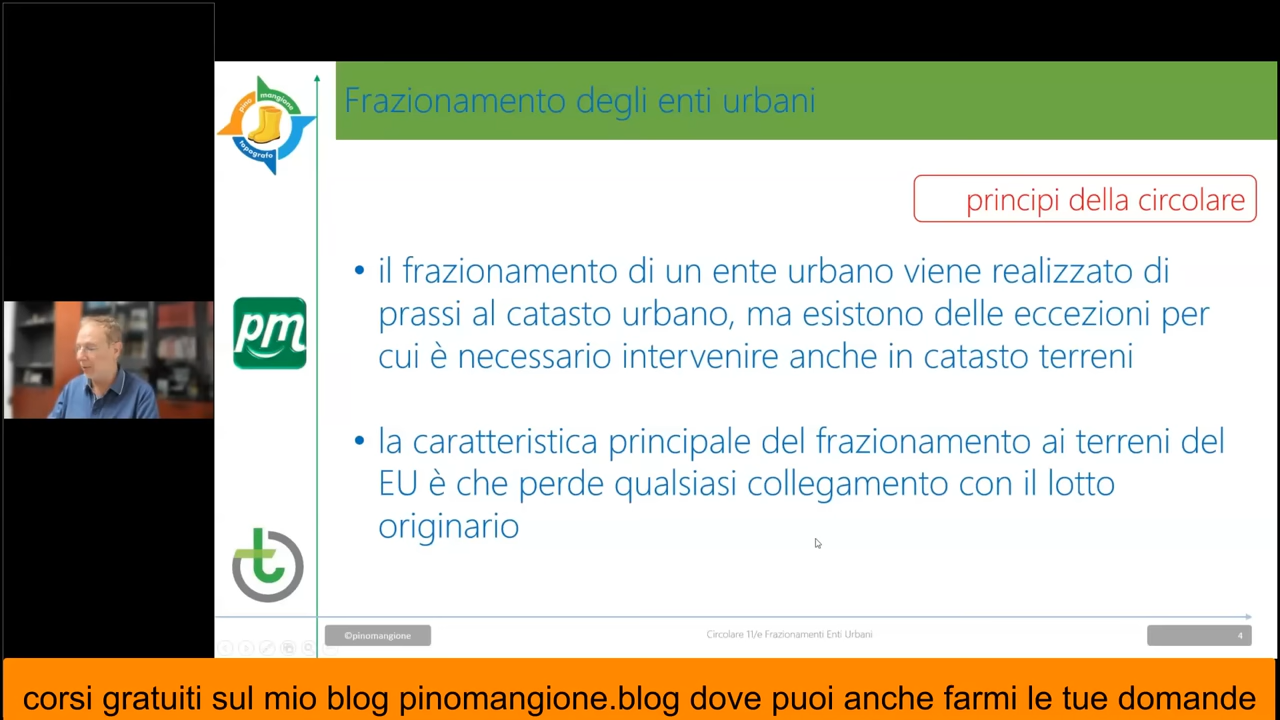 Frazionamento degli enti urbani
pino
mangione
topografo
principi della circolare
• il frazionamento di un ente urbano viene realizzato di
prassi al catasto urbano, ma esistono delle eccezioni per
cui è necessario intervenire anche in catasto terreni
pm
• la caratteristica principale del frazionamento ai terreni del
EU è che perde qualsiasi collegamento con il lotto
originario
©pinomangione
Circolare 11/e Frazionamenti Enti Urbani
4
corsi gratuiti sul mio blog pinomangione.blog dove puoi anche farmi le tue domande